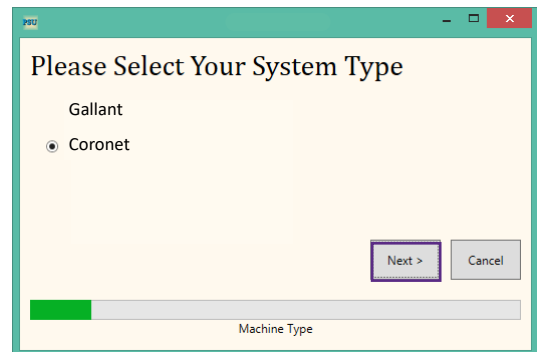 PSU
Please Select Your System Type
Gallant
Coronet
Next >
Cancel
Machine Type